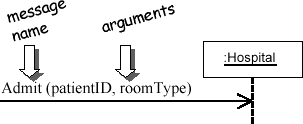 message
name
arguments
:Hospital
Admit (patientID, roomType)